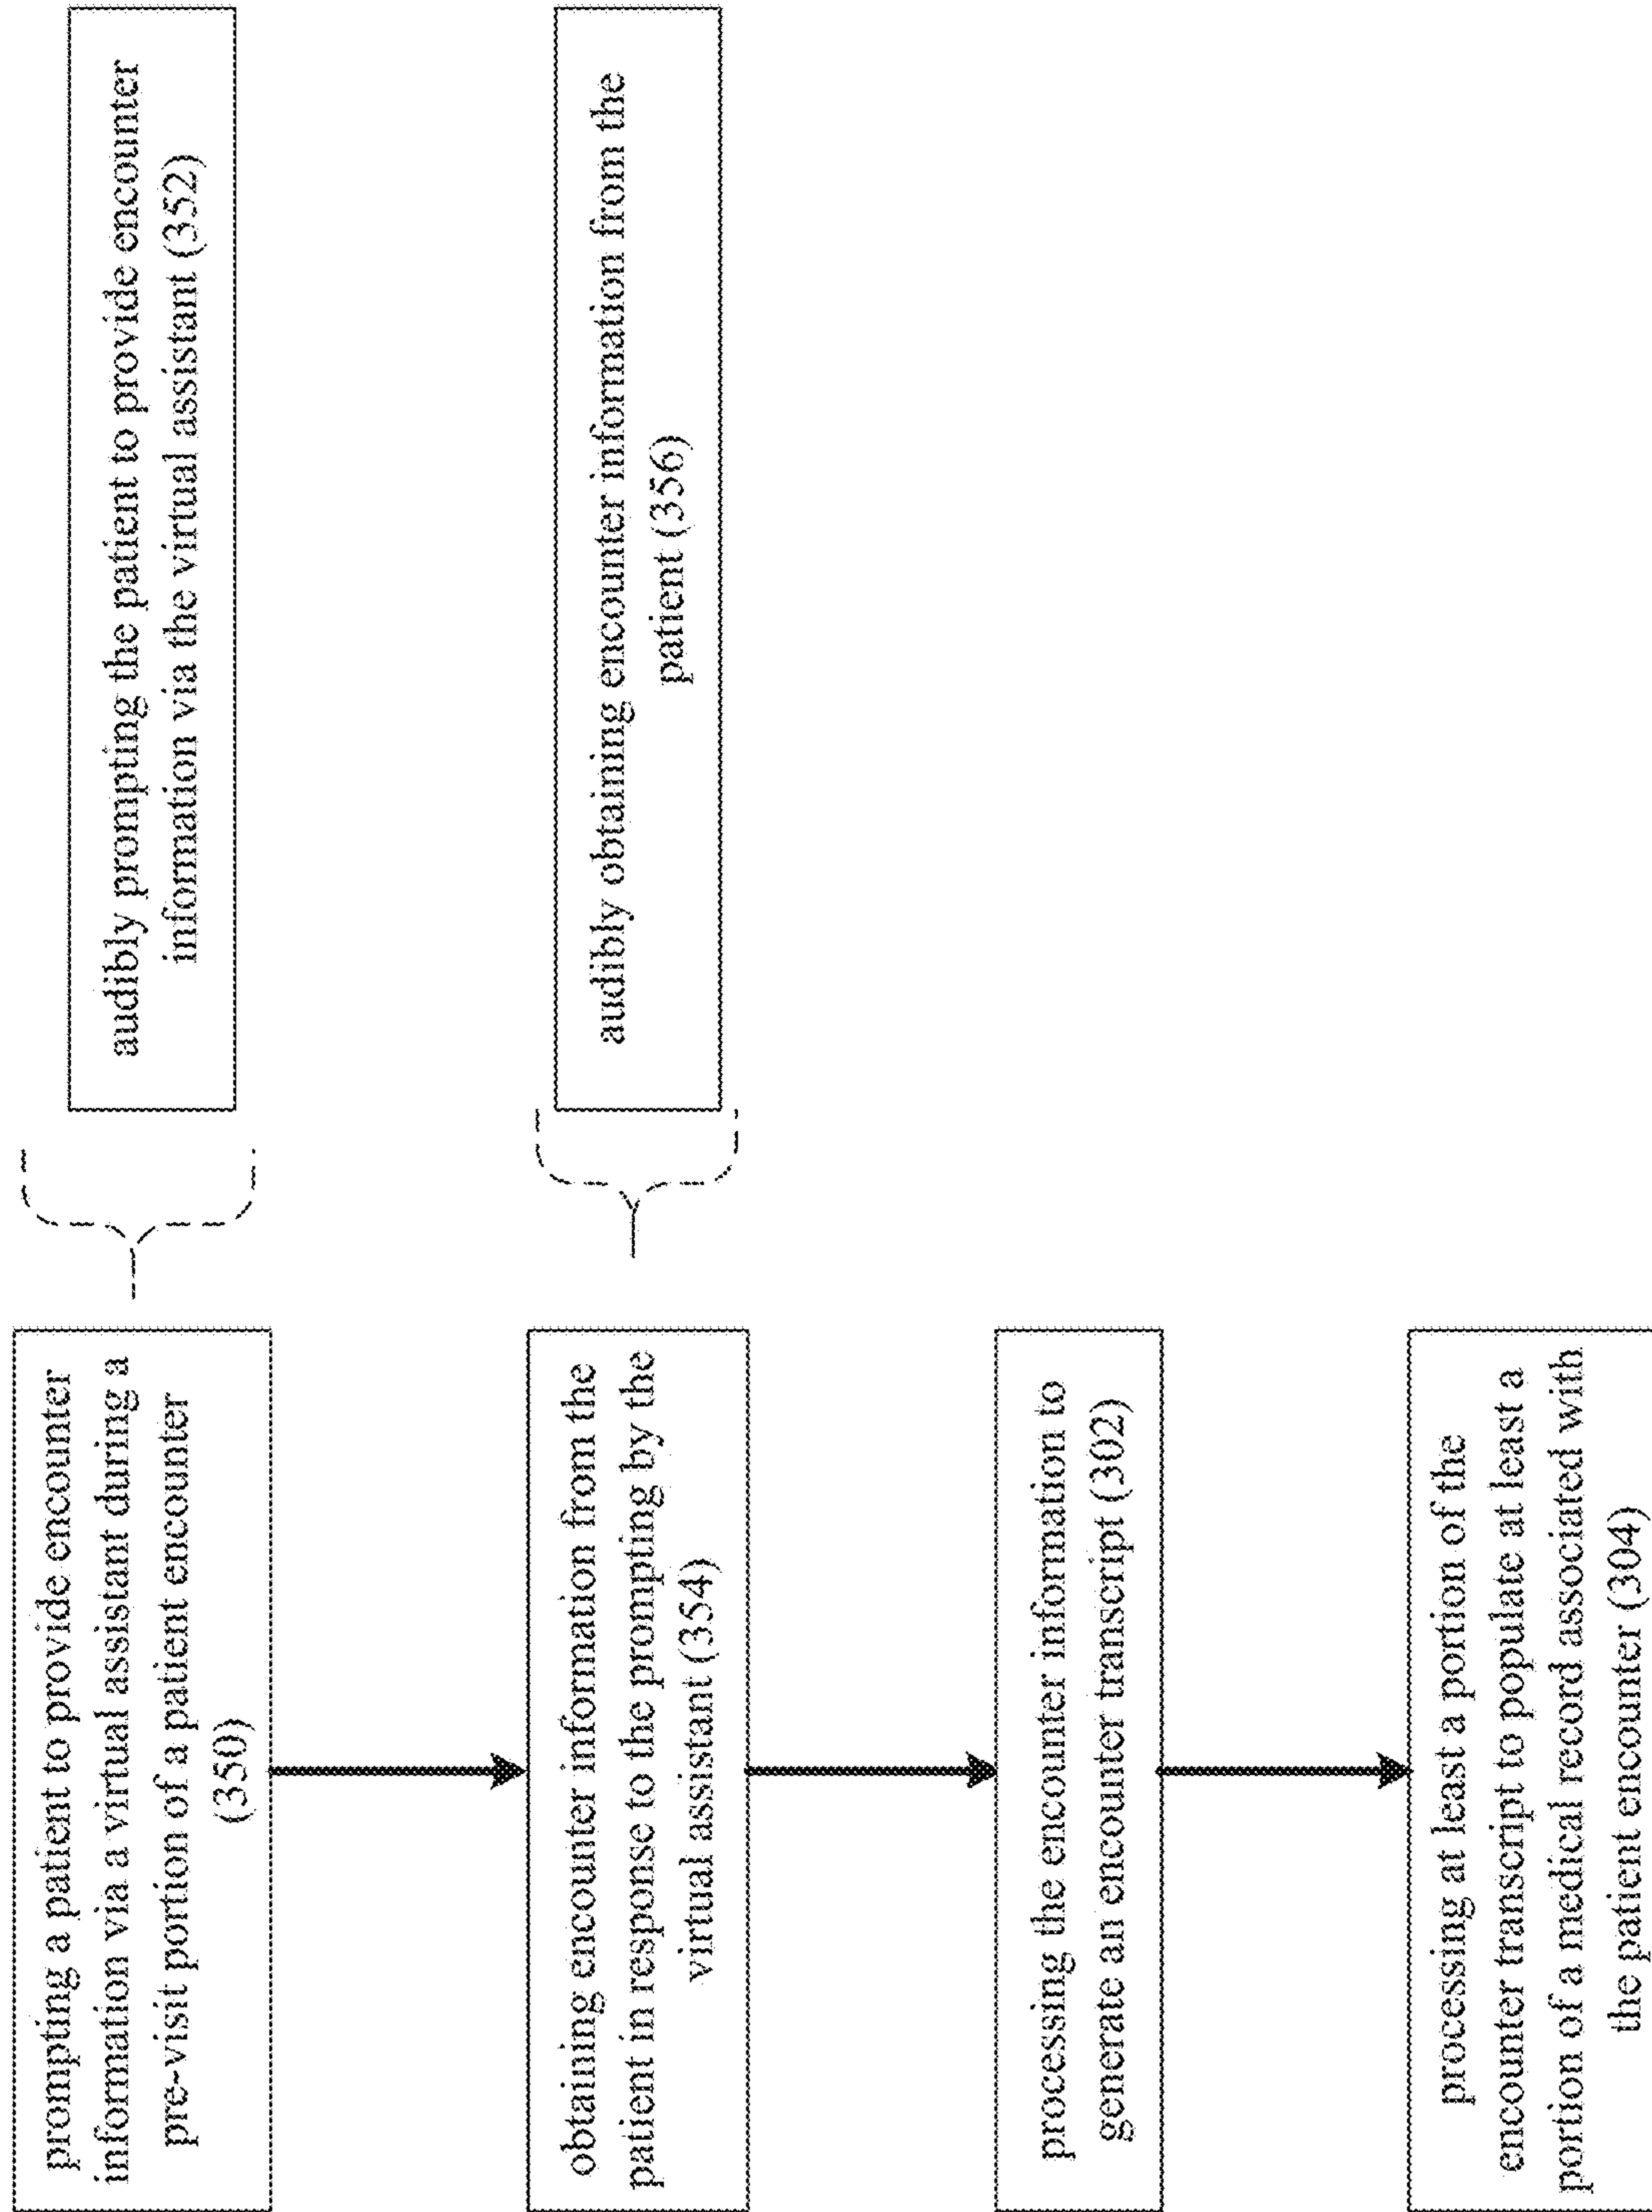 prompting a patient to provide encounter
information via a virtual assistant during a
pre-visit portion of a patient encounter
(350)
audibly prompting the patient to provide encounter
information via the virtual assistant (352)
obtaining encounter information from the
patient in response to the prompting by the
virtual assistant (354)
audibly obtaining encounter information from the
patient (356)
processing the encounter information to
generate an encounter transcript (302)
processing at least a portion of the
encounter transcript to populate at least a
portion of a medical record associated with
the patient encounter (304)